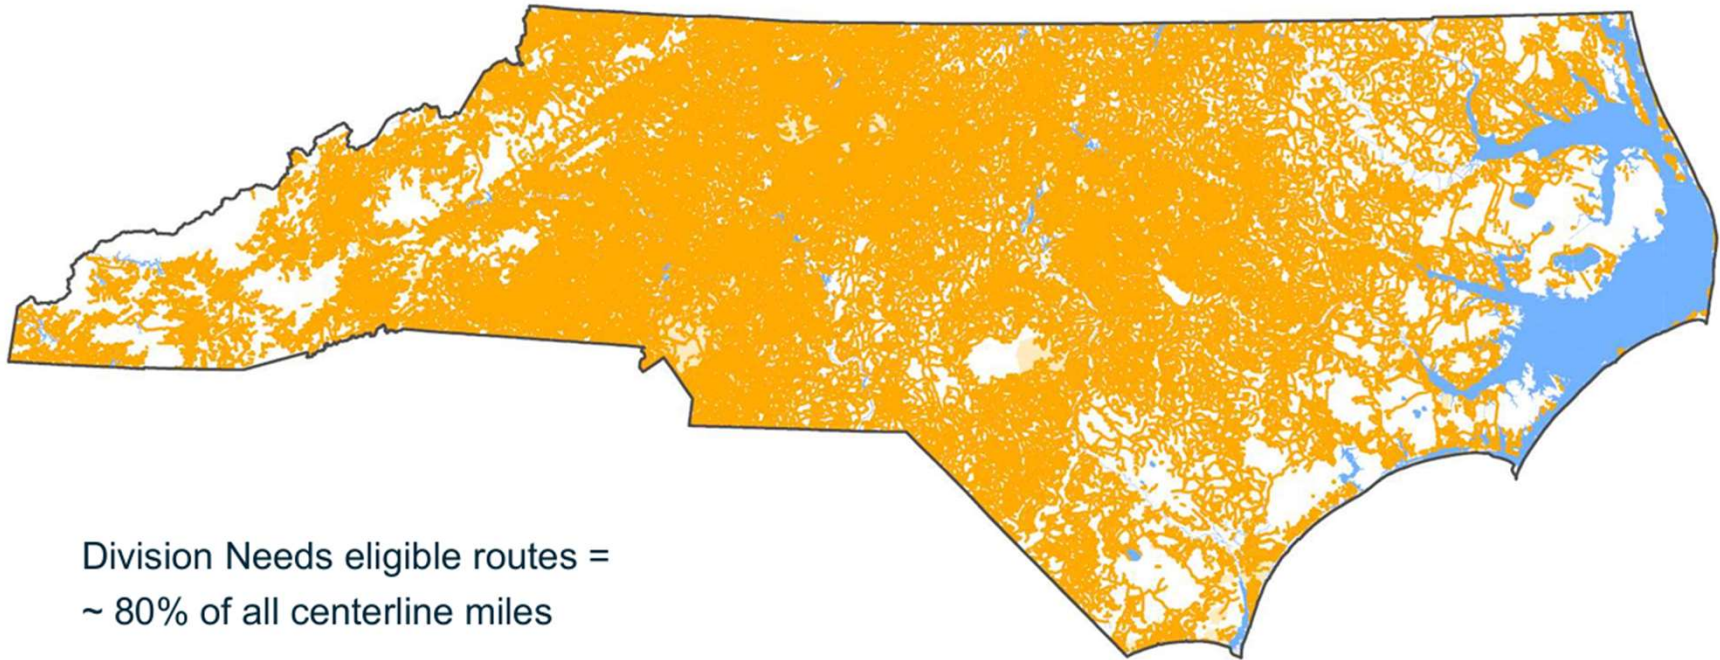 Division Needs eligible routes =
~ 80% of all centerline miles